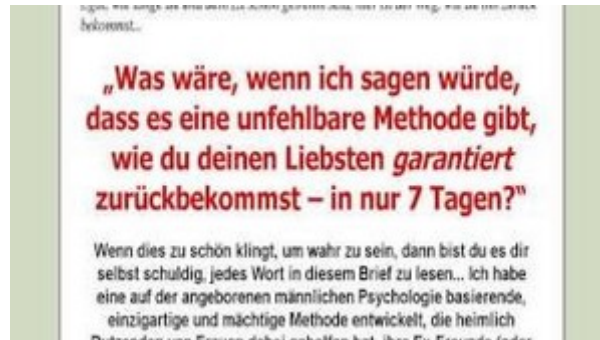 bekommst...
„Was wäre, wenn ich sagen würde,
dass es eine unfehlbare Methode gibt,
wie du deinen Liebsten garantiert
zurückbekommst – in nur 7 Tagen?“
Wenn dies zu schön klingt, um wahr zu sein, dann bist du es dir
selbst schuldig, jedes Wort in diesem Brief zu lesen... Ich habe
eine auf der angeborenen männlichen Psychologie basierende,
einzigartige und mächtige Methode entwickelt, die heimlich